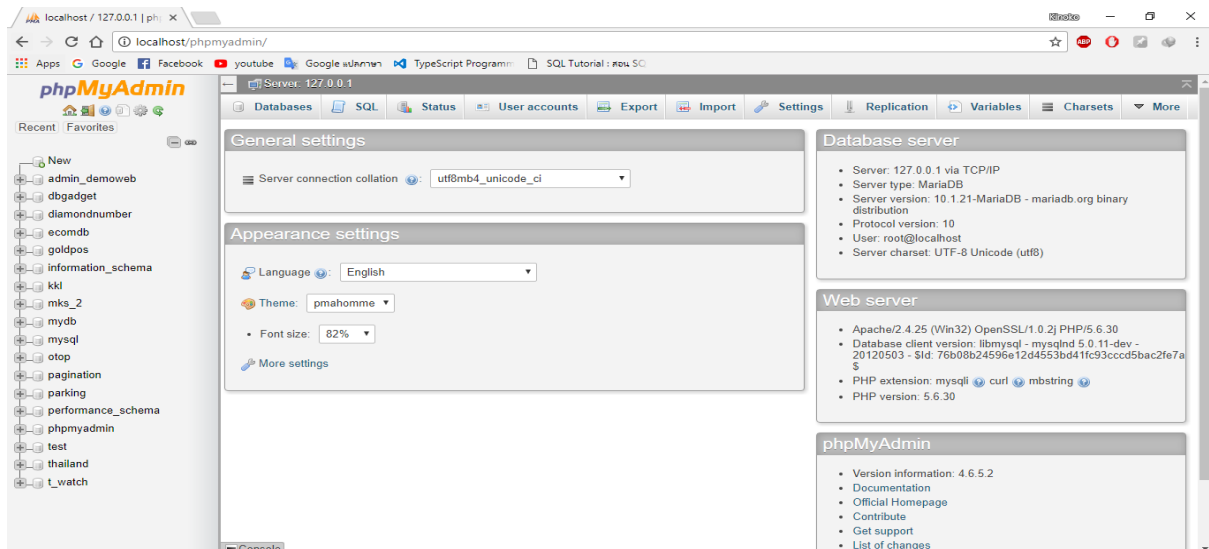 localhost / 127.0.0.1 | ph
Kinoko
localhost/phpmyadmin/
Apps Google Facebook youtube Google แปลภาษา TypeScript Programm SQL Tutorial : สอน SQ
phpMyAdmin
Recent Favorites
New
admin_demoweb
dbgadget
diamondnumber
ecomdb
goldpos
information_schema
kkl
mks_2
mydb
mysql
otop
pagination
parking
performance_schema
phpmyadmin
test
thailand
t_watch
Server: 127.0.0.1
Databases SQL Status User accounts Export Import Settings Replication Variables Charsets More
General settings
Server connection collation : utf8mb4_unicode_ci
Appearance settings
Language : English
Theme: pmahomme
• Font size: 82%
More settings
Database server
• Server: 127.0.0.1 via TCP/IP
• Server type: MariaDB
• Server version: 10.1.21-MariaDB - mariadb.org binary
distribution
• Protocol version: 10
• User: root@localhost
• Server charset: UTF-8 Unicode (utf8)
Web server
• Apache/2.4.25 (Win32) OpenSSL/1.0.2j PHP/5.6.30
• Database client version: libmysql - mysqlnd 5.0.11-dev -
20120503 - $Id: 76b08b24596e12d4553bd41fc93cccd5bac2fe7a
$
• PHP extension: mysqli curl mbstring
• PHP version: 5.6.30
phpMyAdmin
• Version information: 4.6.5.2
• Documentation
• Official Homepage
• Contribute
• Get support
• List of changes
Console